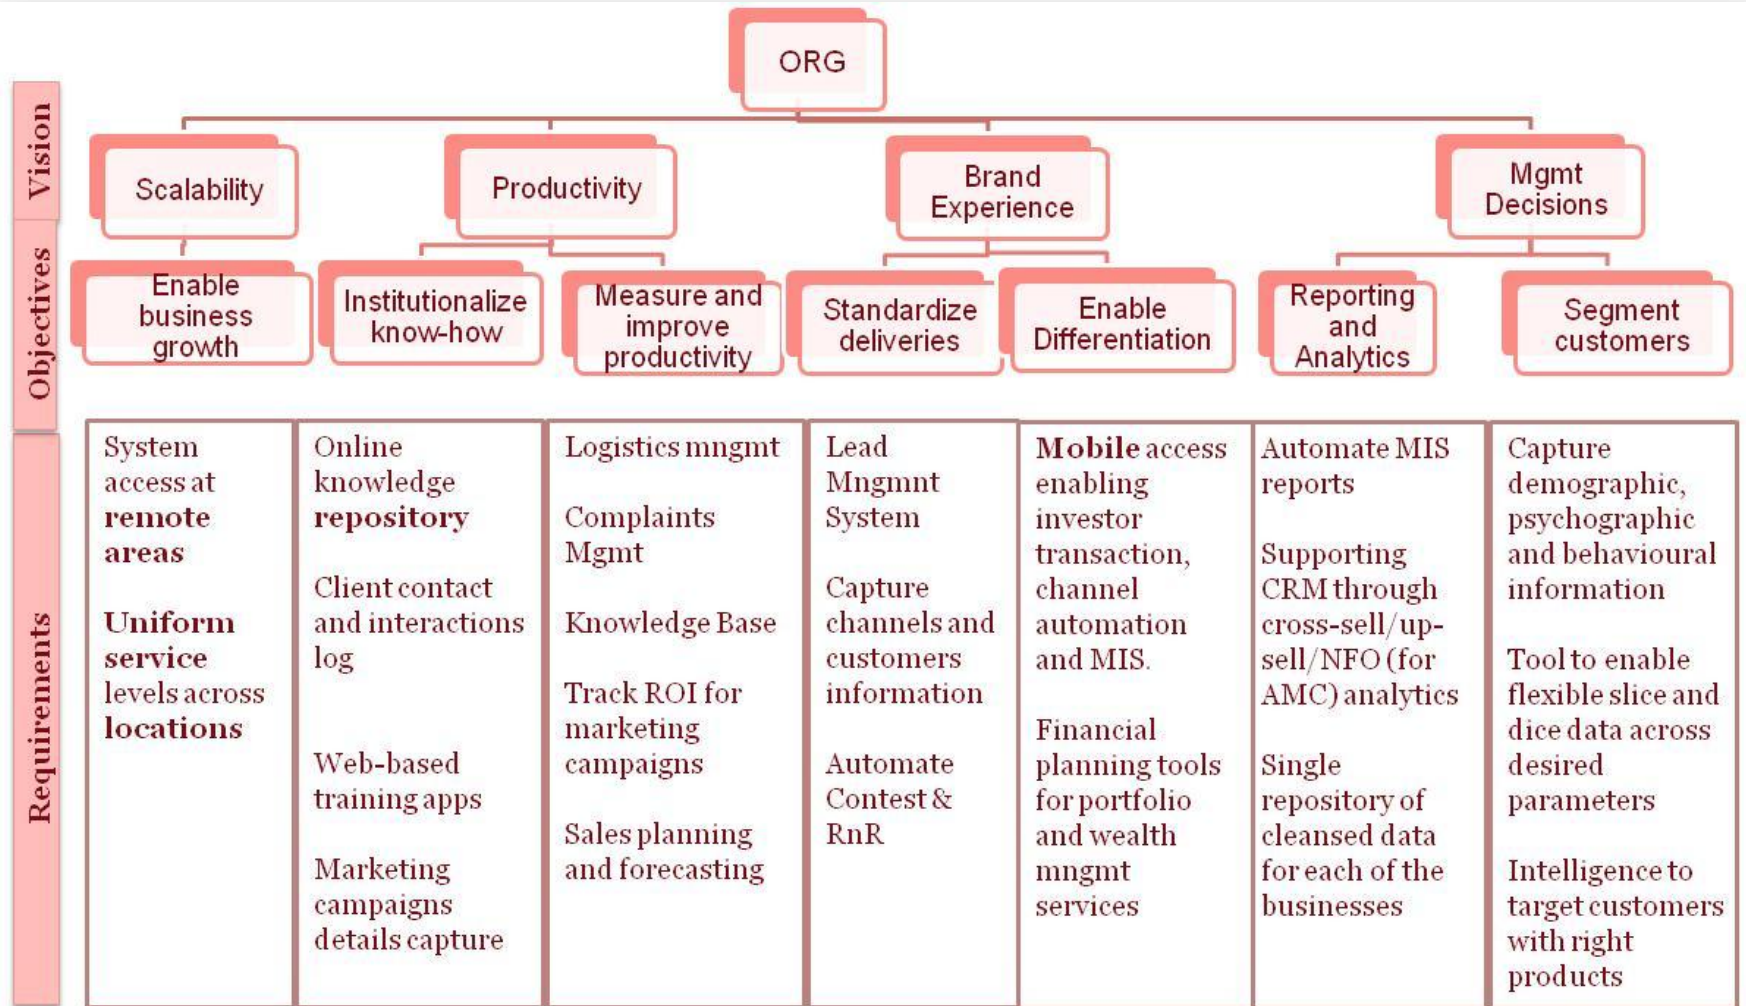 ORG
Vision
Scalability
Productivity
Brand
Experience
Mgmt
Decisions
Objectives
Enable
business
growth
Institutionalize
know-how
Measure and
improve
productivity
Standardize
deliveries
Enable
Differentiation
Reporting
and
Analytics
Segment
customers
Requirements
System
access at
remote
areas
Uniform
service
levels across
locations
Online
knowledge
repository
Client contact
and interactions
log
Web-based
training apps
Marketing
campaigns
details capture
Logistics mngmt
Complaints
Mgmt
Knowledge Base
Track ROI for
marketing
campaigns
Sales planning
and forecasting
Lead
Mngmnt
System
Capture
channels and
customers
information
Automate
Contest &
RnR
Mobile access
enabling
investor
transaction,
channel
automation
and MIS.
Financial
planning tools
for portfolio
and wealth
mngmt
services
Automate MIS
reports
Supporting
CRM through
cross-sell/up-
sell/NFO (for
AMC) analytics
Single
repository of
cleansed data
for each of the
businesses
Capture
demographic,
psychographic
and behavioural
information
Tool to enable
flexible slice and
dice data across
desired
parameters
Intelligence to
target customers
with right
products